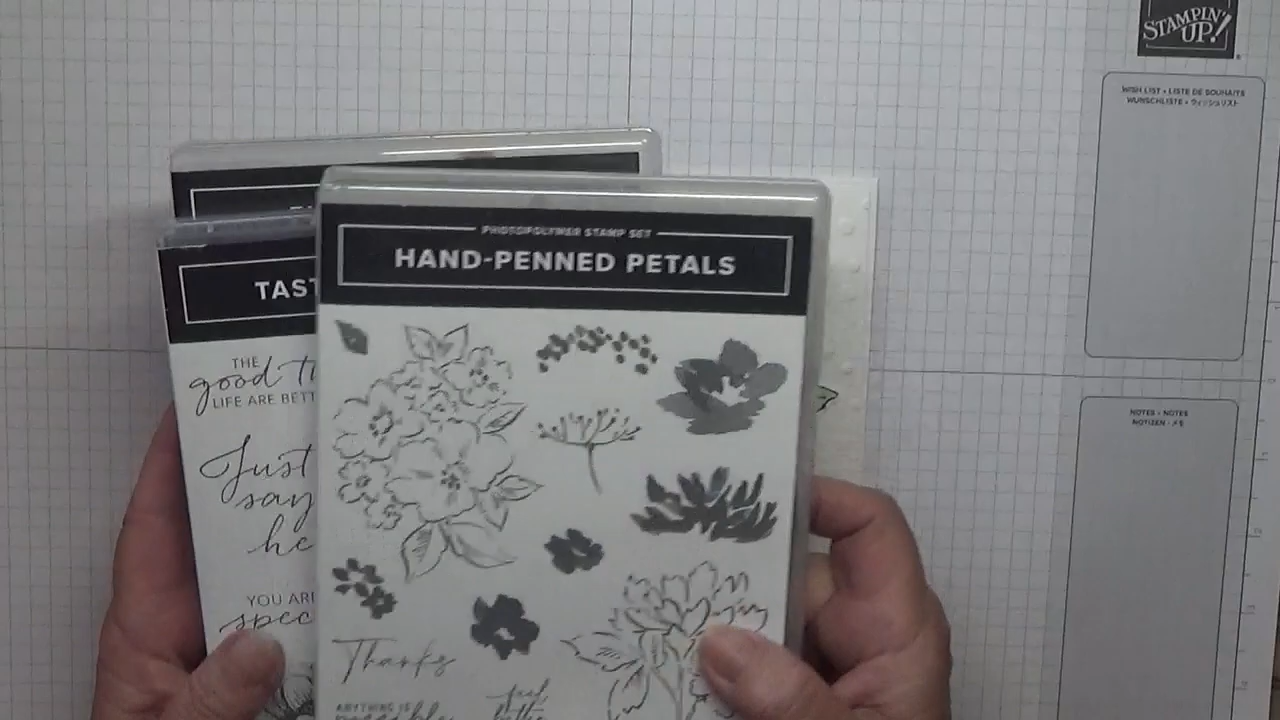 STAMPIN' UP!
WISH LIST • LISTE DE SOUHAITS
WUNSCHLISTE • ウィッシュリスト
NOTES • NOTES
NOTIZEN • メモ
PHOTOPOLYMER STAMP SET
HAND-PENNED PETALS
Thanks
ANYTHING IS
feel
better
TAST
THE
good
LIFE ARE BETT
Just
say
he
YOU ARE
spec